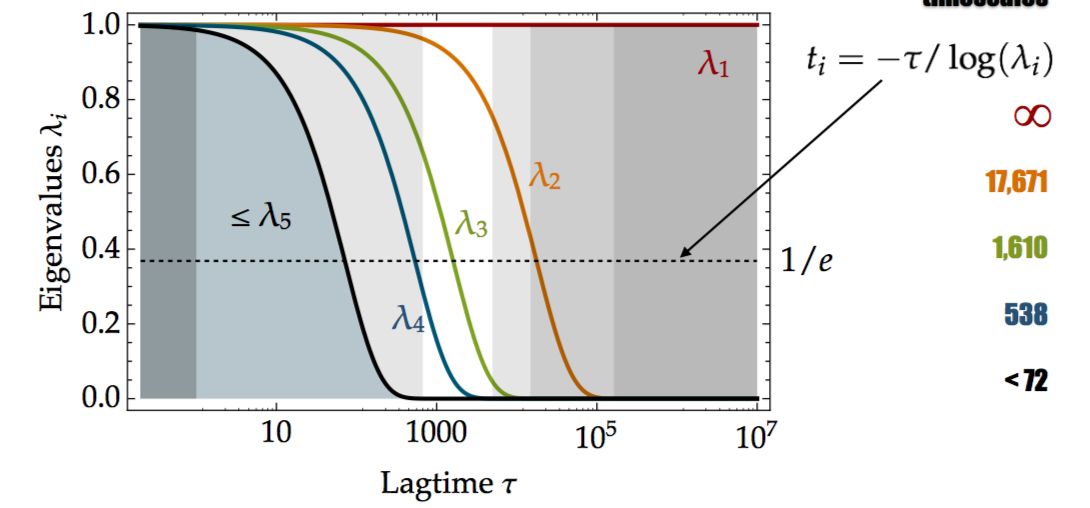 timescales
1.0
0.8
0.6
0.4
0.2
0.0
Eigenvalues λᵢ
λ₁
λ₂
λ₃
λ₄
≤ λ₅
10
1000
10⁵
10⁷
Lagtime τ
1/e
tᵢ = −τ/ log(λᵢ)
∞
17,671
1,610
538
< 72